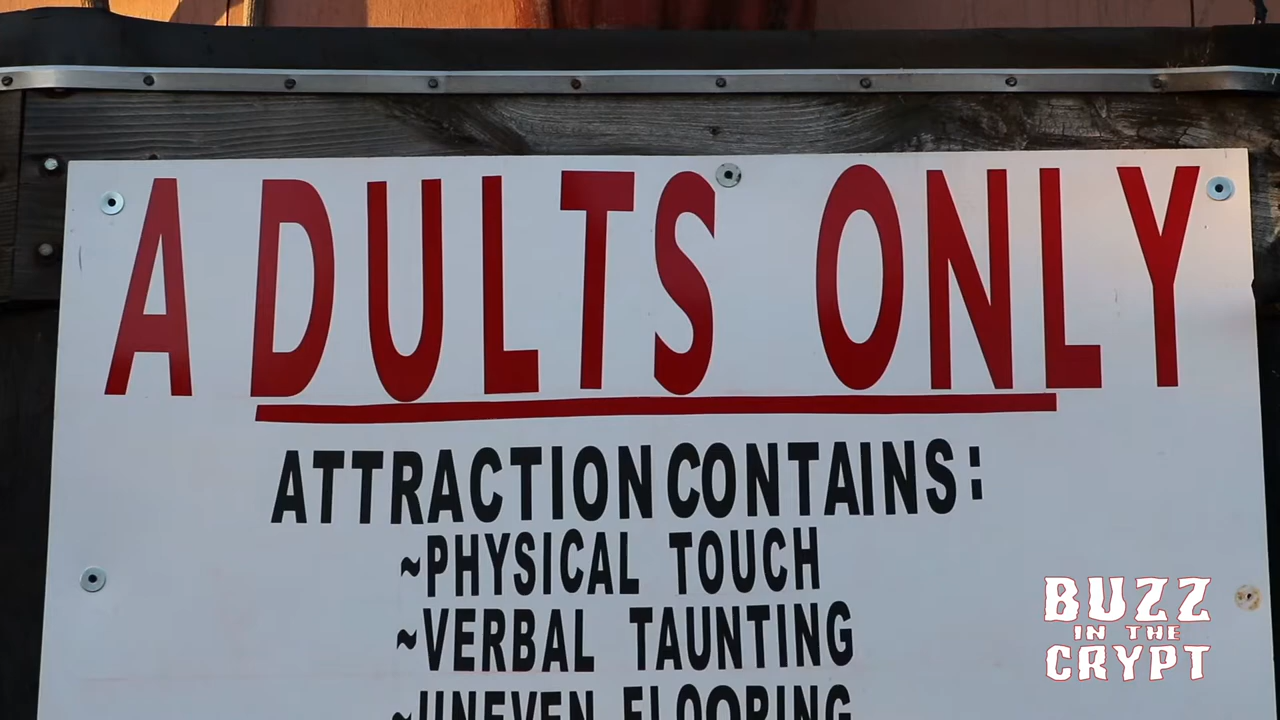 ADULTS ONLY
ATTRACTION CONTAINS:
~PHYSICAL TOUCH
~VERBAL TAUNTING
~UNEVEN FLOORING
BUZZ
IN THE
CRYPT